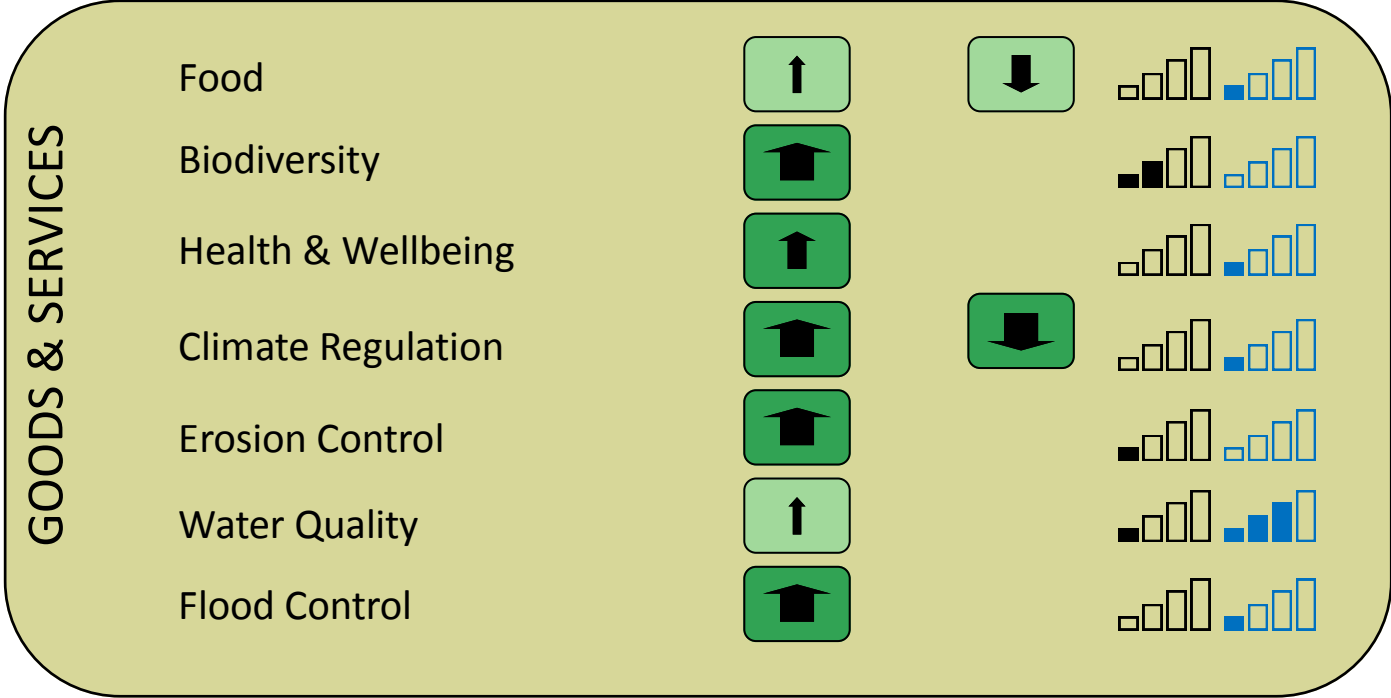 GOODS & SERVICES
Food
Biodiversity
Health & Wellbeing
Climate Regulation
Erosion Control
Water Quality
Flood Control